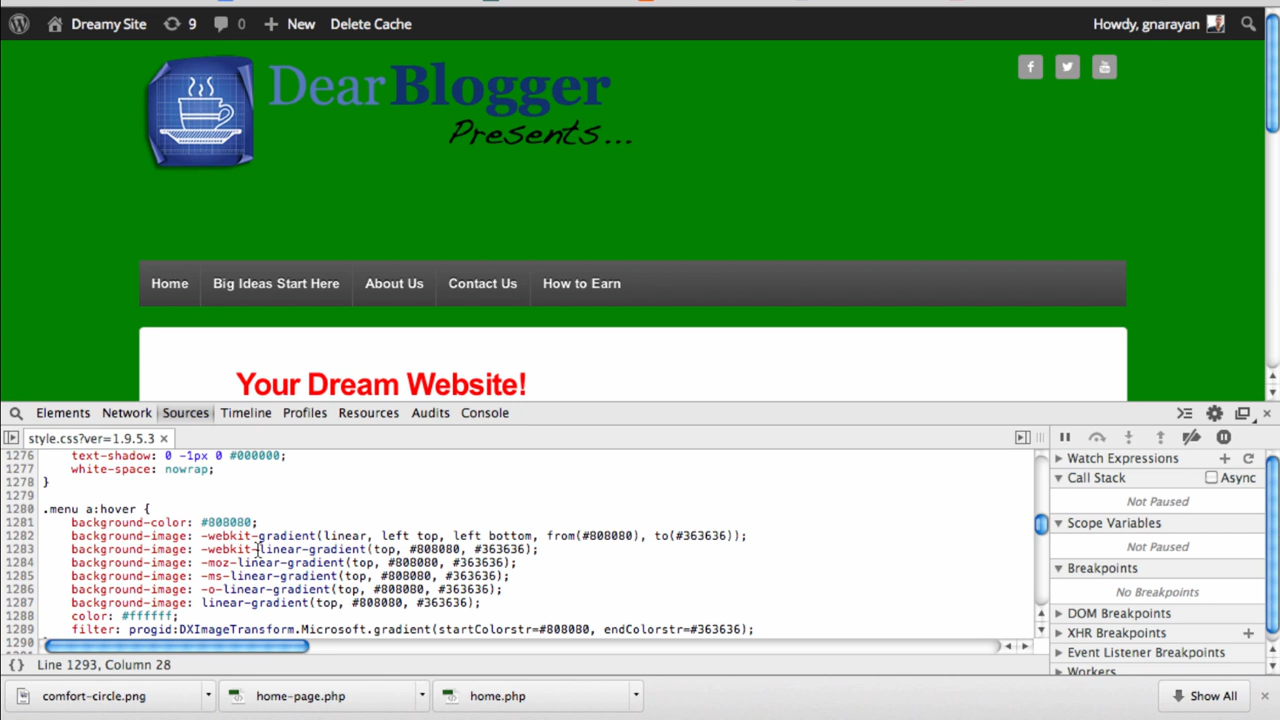 Dreamy Site 9 0 New Delete Cache Howdy, gnarayan
DearBlogger
Presents...
Home Big Ideas Start Here About Us Contact Us How to Earn
Your Dream Website!
Elements Network Sources Timeline Profiles Resources Audits Console
style.css?ver=1.9.5.3 ×
1276 text-shadow: 0 -1px 0 #000000;
1277 white-space: nowrap;
1278 }
1279
1280 .menu a:hover {
1281 background-color: #808080;
1282 background-image: -webkit-gradient(linear, left top, left bottom, from(#808080), to(#363636));
1283 background-image: -webkit-linear-gradient(top, #808080, #363636);
1284 background-image: -moz-linear-gradient(top, #808080, #363636);
1285 background-image: -ms-linear-gradient(top, #808080, #363636);
1286 background-image: -o-linear-gradient(top, #808080, #363636);
1287 background-image: linear-gradient(top, #808080, #363636);
1288 color: #ffffff;
1289 filter: progid:DXImageTransform.Microsoft.gradient(startColorstr=#808080, endColorstr=#363636);
1290
{} Line 1293, Column 28
Watch Expressions
Call Stack Async
Not Paused
Scope Variables
Not Paused
Breakpoints
No Breakpoints
DOM Breakpoints
XHR Breakpoints
Event Listener Breakpoints
Workers
comfort-circle.png home-page.php home.php Show All